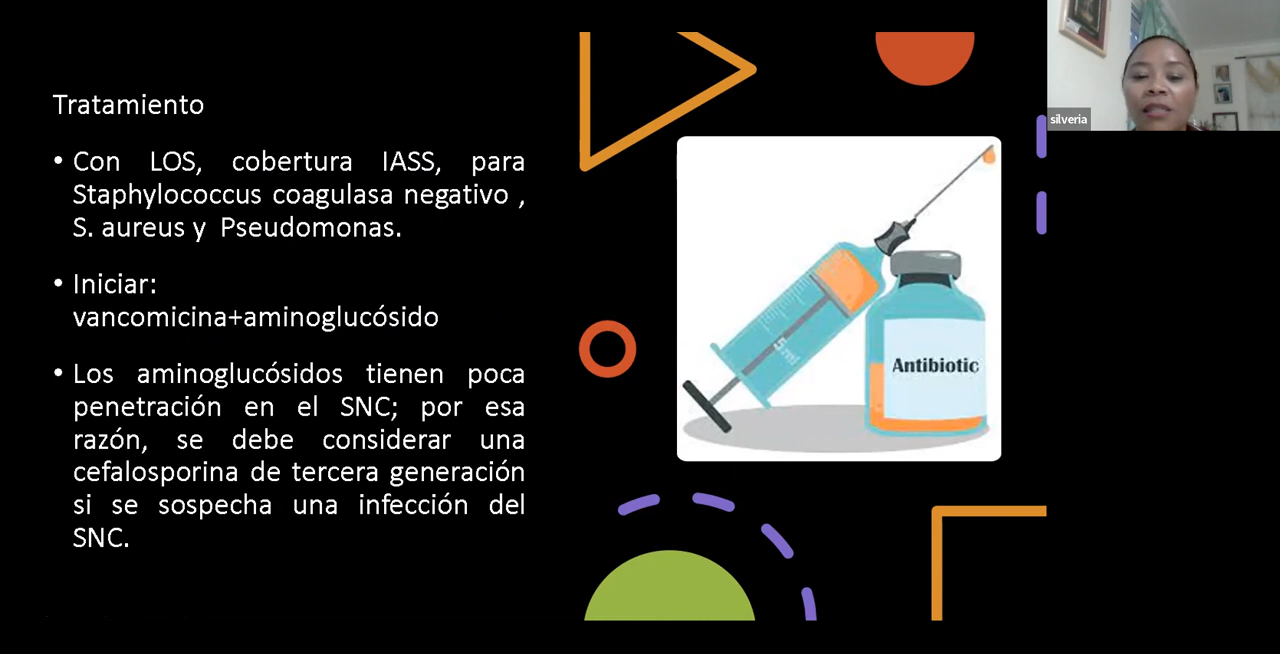 Tratamiento
• Con LOS, cobertura IASS, para
Staphylococcus coagulasa negativo ,
S. aureus y Pseudomonas.
• Iniciar:
vancomicina+aminoglucósido
• Los aminoglucósidos tienen poca
penetración en el SNC; por esa
razón, se debe considerar una
cefalosporina de tercera generación
si se sospecha una infección del
SNC.
5ml
Antibiotic
silveria